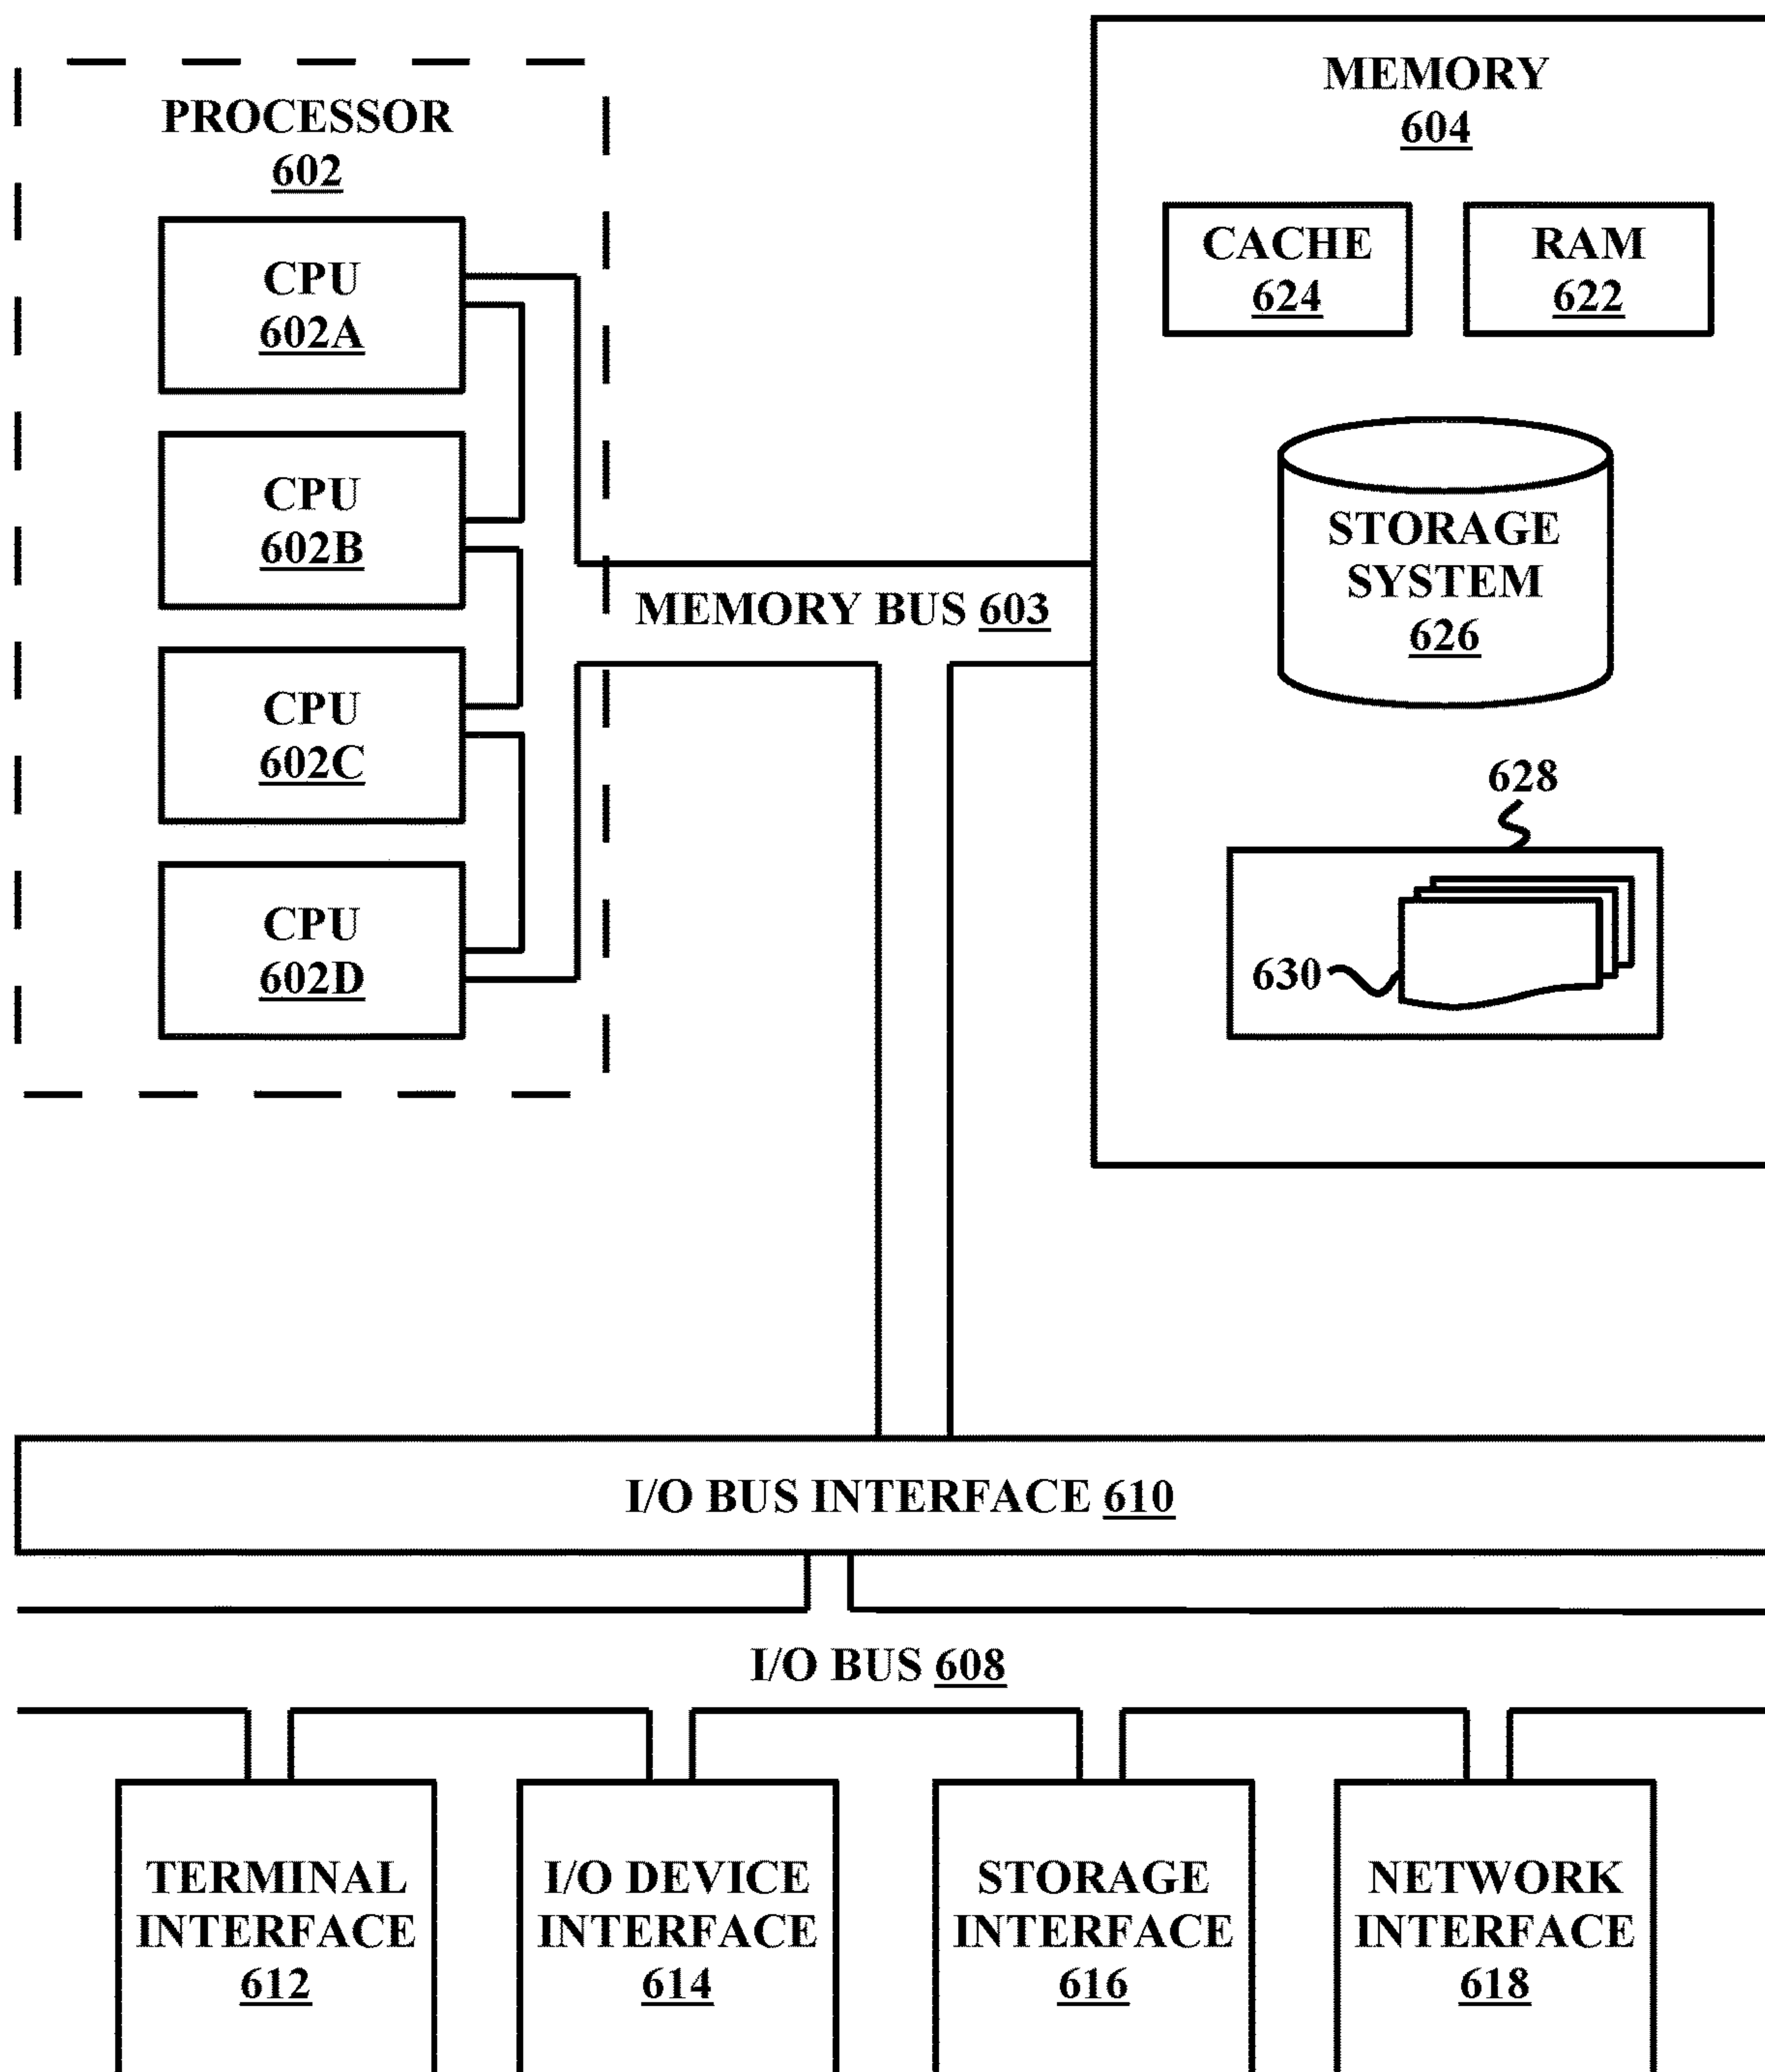 PROCESSOR
602
CPU
602A
CPU
602B
CPU
602C
CPU
602D
MEMORY BUS 603
MEMORY
604
CACHE
624
RAM
622
STORAGE
SYSTEM
626
628
630
I/O BUS INTERFACE 610
I/O BUS 608
TERMINAL
INTERFACE
612
I/O DEVICE
INTERFACE
614
STORAGE
INTERFACE
616
NETWORK
INTERFACE
618